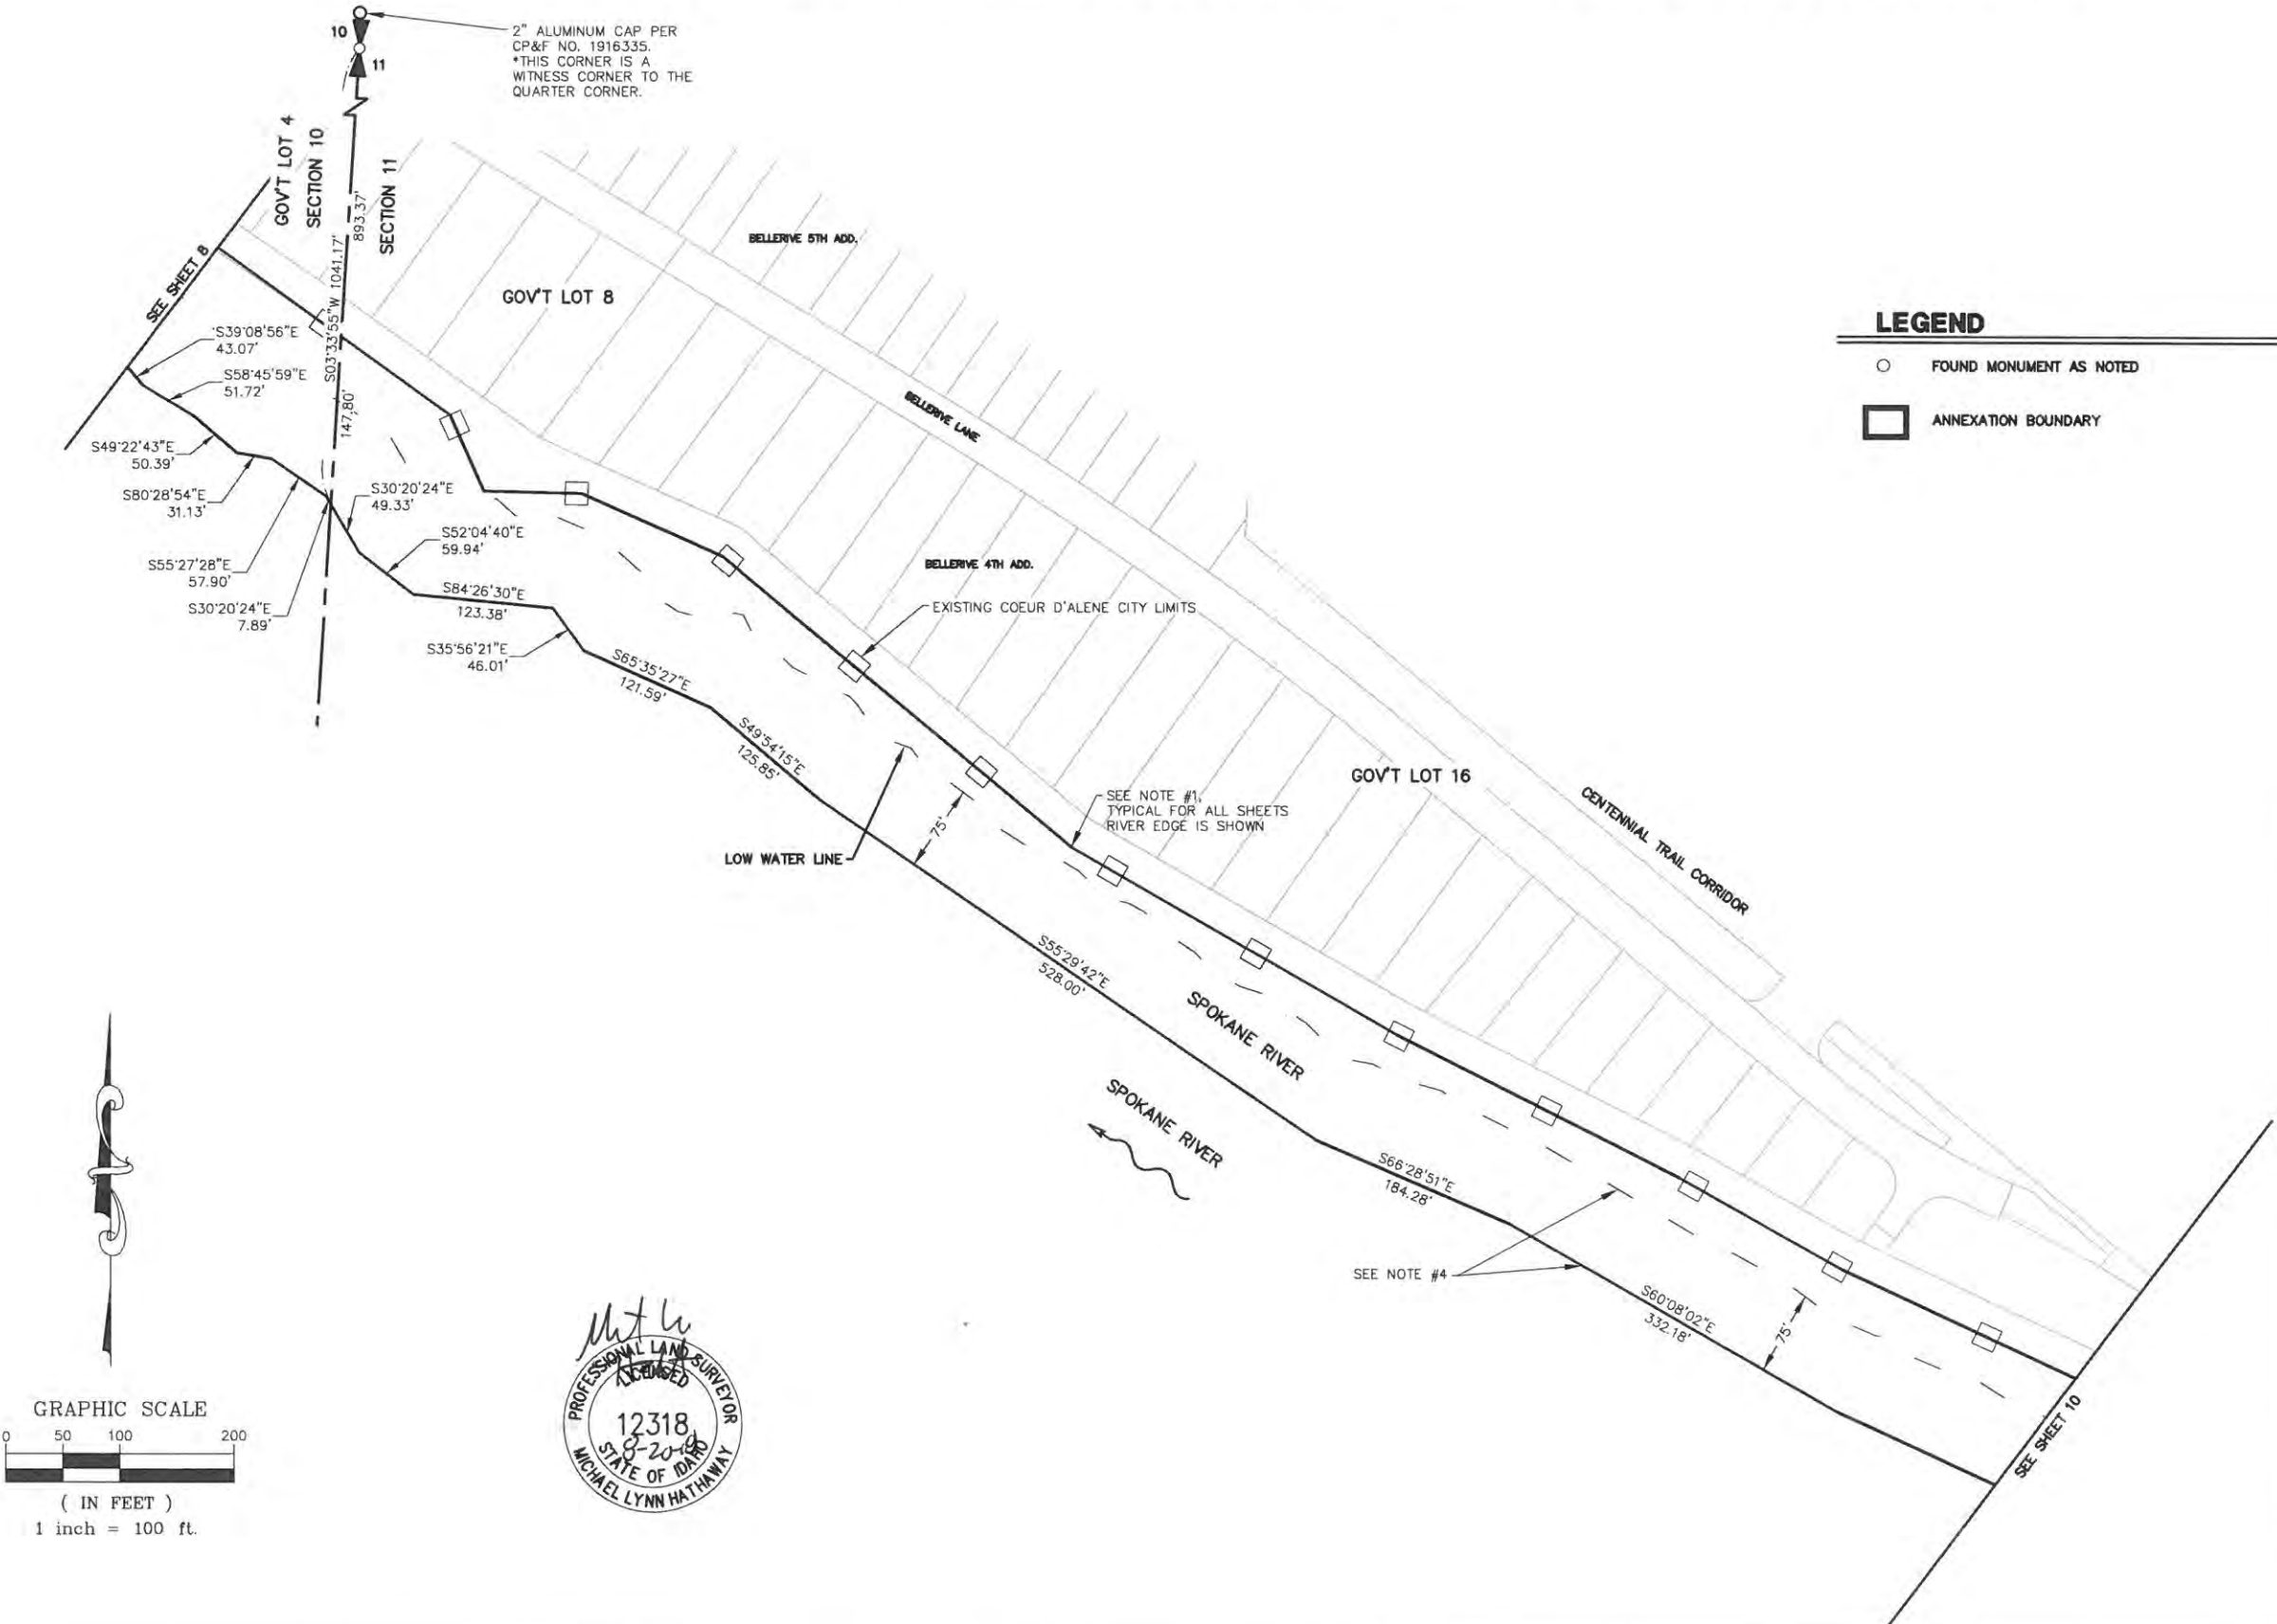 10
11
2" ALUMINUM CAP PER
CP&F NO. 1916335.
*THIS CORNER IS A
WITNESS CORNER TO THE
QUARTER CORNER.
GOV'T LOT 4
SECTION 10
SECTION 11
893.37'
S03°33'55"W 1041.17'
147.80'
SEE SHEET 8
BELLERIVE 5TH ADD.
GOV'T LOT 8
LEGEND
FOUND MONUMENT AS NOTED
ANNEXATION BOUNDARY
S39°08'56"E
43.07'
S58°45'59"E
51.72'
S49°22'43"E
50.39'
S80°28'54"E
31.13'
S55°27'28"E
57.90'
S30°20'24"E
7.89'
S30°20'24"E
49.33'
S52°04'40"E
59.94'
S84°26'30"E
123.38'
S35°56'21"E
46.01'
S65°35'27"E
121.59'
S49°54'15"E
125.85'
BELLERIVE LANE
BELLERIVE 4TH ADD.
EXISTING COEUR D'ALENE CITY LIMITS
GOV'T LOT 16
SEE NOTE #1,
TYPICAL FOR ALL SHEETS
RIVER EDGE IS SHOWN
CENTENNIAL TRAIL CORRIDOR
75'
LOW WATER LINE
S55°29'42"E
528.00'
SPOKANE RIVER
SPOKANE RIVER
S66°28'51"E
184.28'
SEE NOTE #4
S60°08'02"E
332.18'
75'
SEE SHEET 10
GRAPHIC SCALE
0 50 100 200
( IN FEET )
1 inch = 100 ft.
PROFESSIONAL LAND SURVEYOR
LICENSED
12318
STATE OF IDAHO
MICHAEL LYNN HATHAWAY